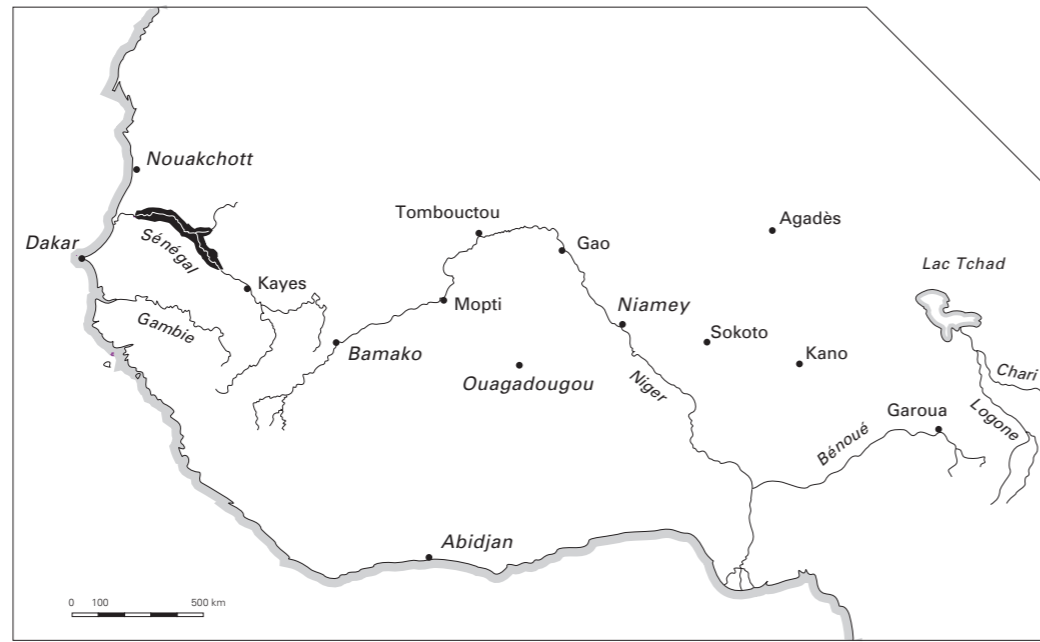 Nouakchott
Tombouctou
Agadès
Dakar
Sénégal
Gao
Lac Tchad
Kayes
Mopti
Niamey
Gambie
Sokoto
Bamako
Kano
Ouagadougou
Niger
Chari
Garoua
Logone
Bénoué
Abidjan
0 100 500 km